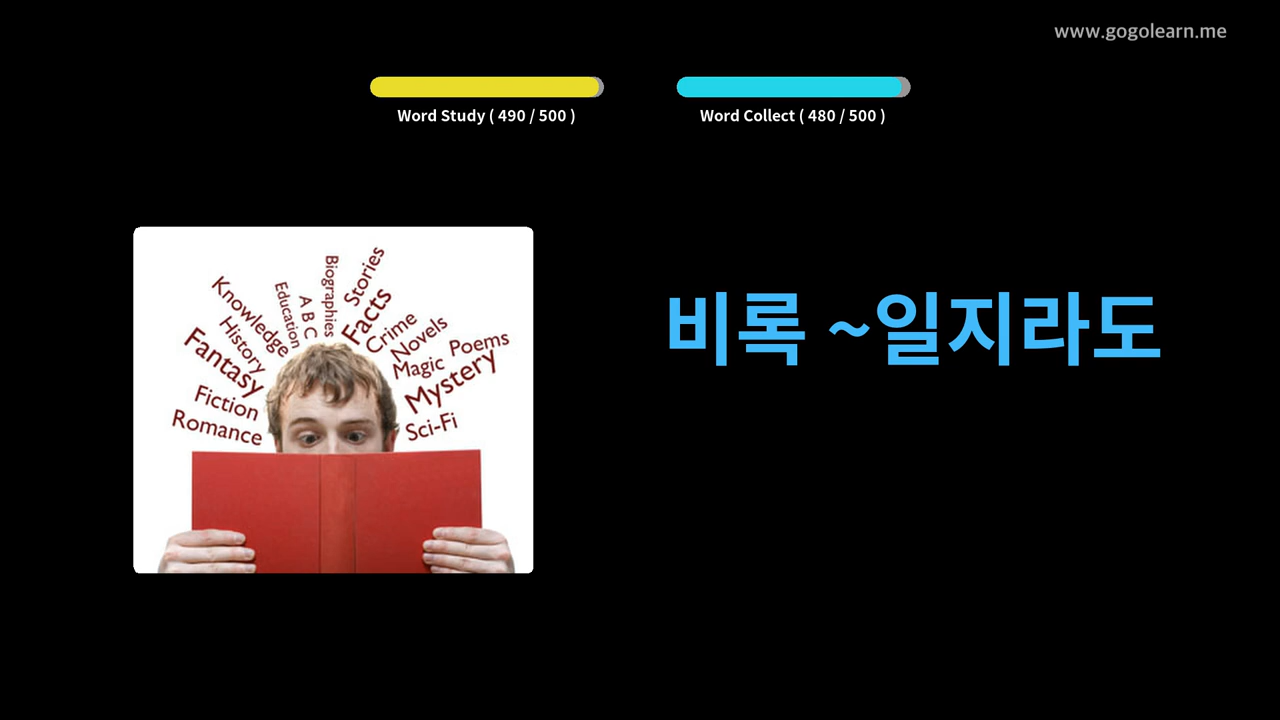 www.gogolearn.me
Word Study ( 490 / 500 )
Word Collect ( 480 / 500 )
Knowledge
History
Fantasy
Fiction
Romance
Education
A B C
Biographies
Stories
Facts
Crime
Novels
Magic
Poems
Mystery
Sci-Fi
비록 ~일지라도